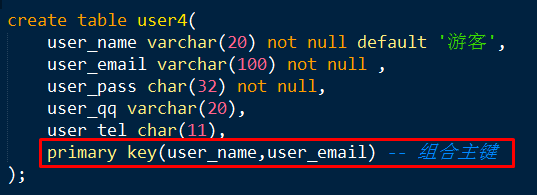 create table user4(
user_name varchar(20) not null default '游客',
user_email varchar(100) not null ,
user_pass char(32) not null,
user_qq varchar(20),
user_tel char(11),
primary key(user_name,user_email) -- 组合主键
);